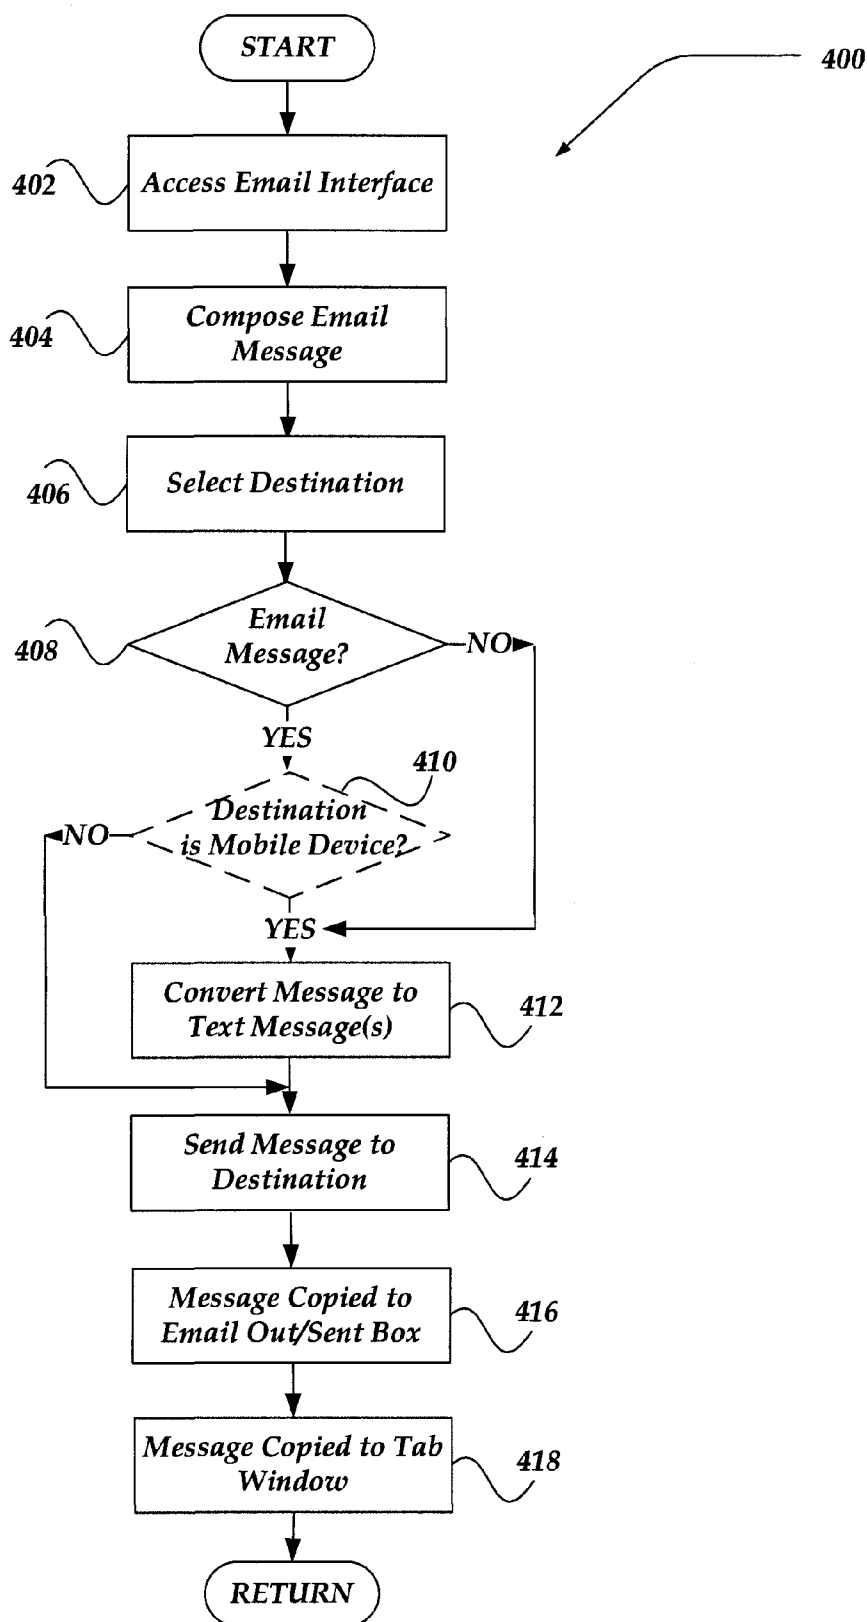 START
400
402
Access Email Interface
404
Compose Email
Message
406
Select Destination
408
Email
Message?
NO
YES
410
Destination
is Mobile Device?
NO
YES
Convert Message to
Text Message(s)
412
Send Message to
Destination
414
Message Copied to
Email Out/Sent Box
416
Message Copied to Tab
Window
418
RETURN